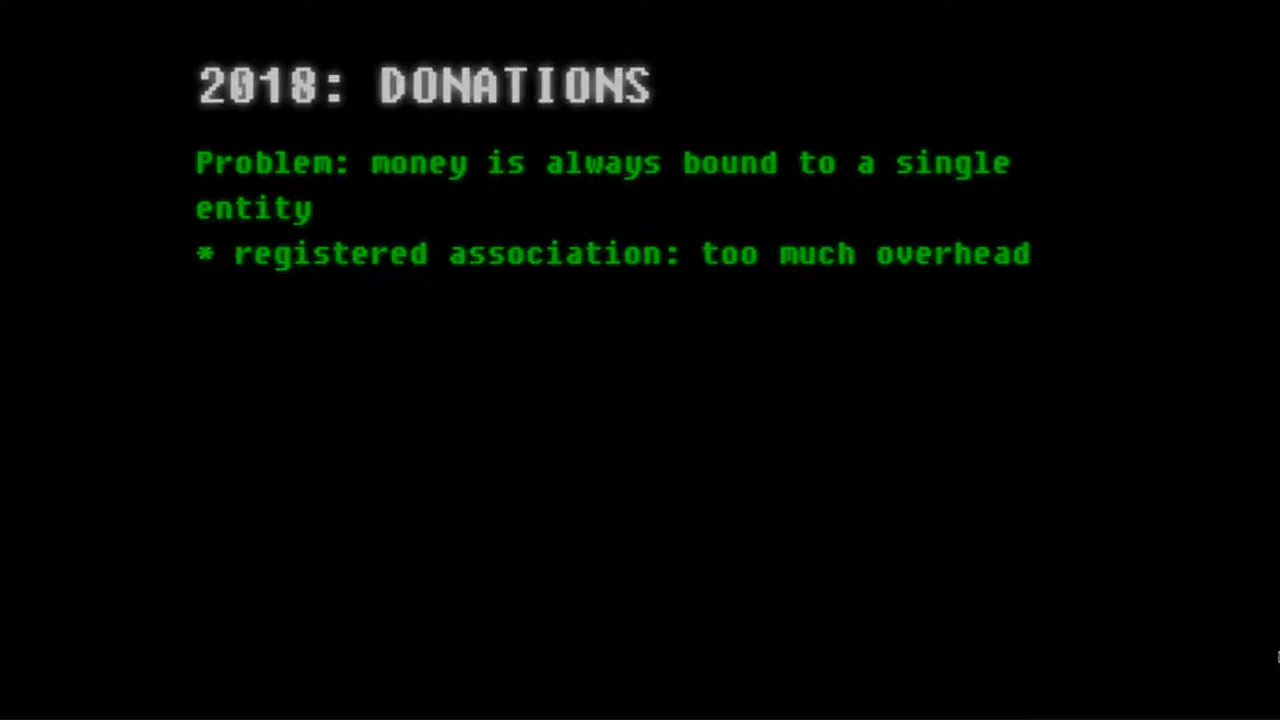 2018: DONATIONS
Problem: money is always bound to a single
entity
* registered association: too much overhead